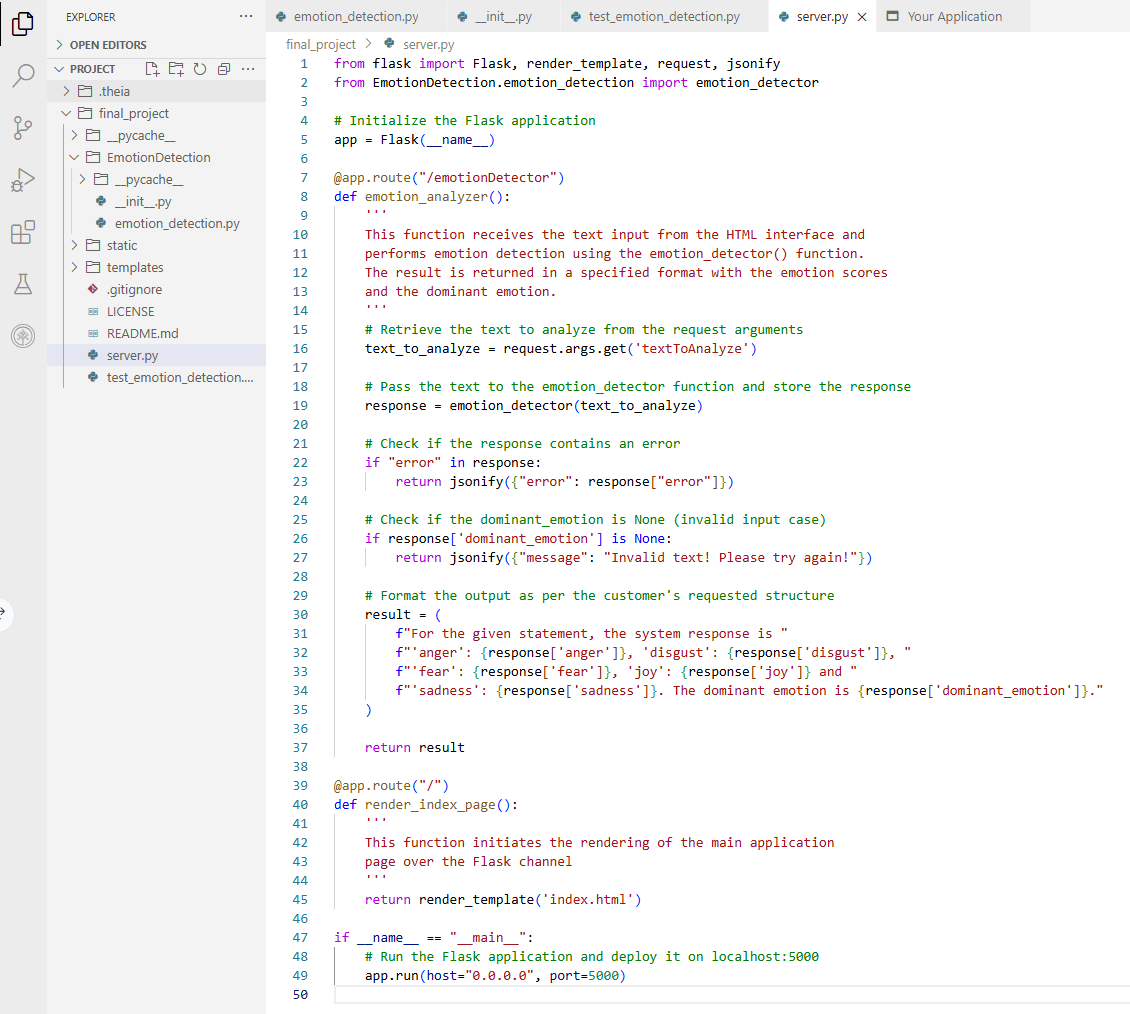 EXPLORER
OPEN EDITORS
PROJECT
.theia
final_project
__pycache__
EmotionDetection
__pycache__
__init__.py
emotion_detection.py
static
templates
.gitignore
LICENSE
README.md
server.py
test_emotion_detection....
emotion_detection.py
__init__.py
test_emotion_detection.py
server.py
Your Application
final_project > server.py
1 from flask import Flask, render_template, request, jsonify
2 from EmotionDetection.emotion_detection import emotion_detector
3
4 # Initialize the Flask application
5 app = Flask(__name__)
6
7 @app.route("/emotionDetector")
8 def emotion_analyzer():
9     '''
10     This function receives the text input from the HTML interface and
11     performs emotion detection using the emotion_detector() function.
12     The result is returned in a specified format with the emotion scores
13     and the dominant emotion.
14     '''
15     # Retrieve the text to analyze from the request arguments
16     text_to_analyze = request.args.get('textToAnalyze')
17
18     # Pass the text to the emotion_detector function and store the response
19     response = emotion_detector(text_to_analyze)
20
21     # Check if the response contains an error
22     if "error" in response:
23         return jsonify({"error": response["error"]})
24
25     # Check if the dominant_emotion is None (invalid input case)
26     if response['dominant_emotion'] is None:
27         return jsonify({"message": "Invalid text! Please try again!"})
28
29     # Format the output as per the customer's requested structure
30     result = (
31         f"For the given statement, the system response is "
32         f"'anger': {response['anger']}, 'disgust': {response['disgust']}, "
33         f"'fear': {response['fear']}, 'joy': {response['joy']} and "
34         f"'sadness': {response['sadness']}. The dominant emotion is {response['dominant_emotion']}."
35     )
36
37     return result
38
39 @app.route("/")
40 def render_index_page():
41     '''
42     This function initiates the rendering of the main application
43     page over the Flask channel
44     '''
45     return render_template('index.html')
46
47 if __name__ == "__main__":
48     # Run the Flask application and deploy it on localhost:5000
49     app.run(host="0.0.0.0", port=5000)
50